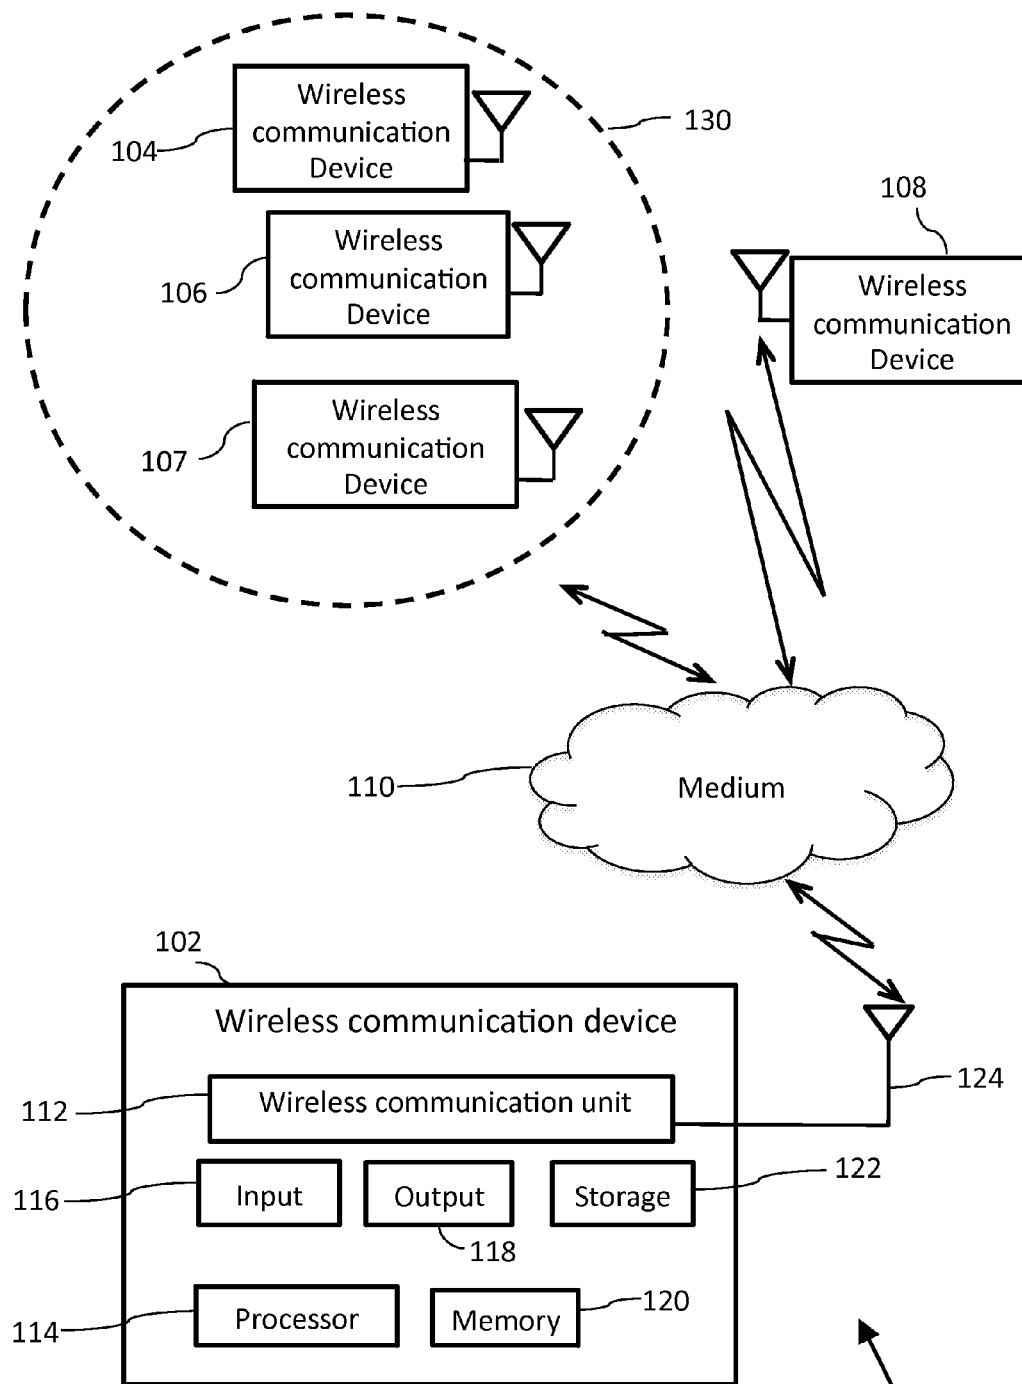 Wireless
communication
Device
104
130
Wireless
communication
Device
106
108
Wireless
communication
Device
Wireless
communication
Device
107
110
Medium
102
Wireless communication device
112
Wireless communication unit
124
116
Input
Output
Storage
122
118
114
Processor
Memory
120